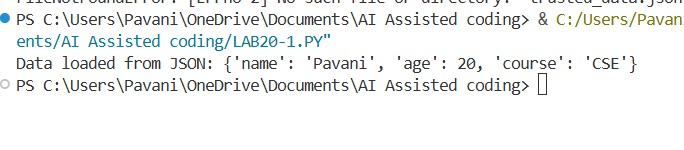 FileNotFoundError: [Errno 2] No such file or directory: 'trusted_data.json
PS C:\Users\Pavani\OneDrive\Documents\AI Assisted coding> & C:/Users/Pavan
ents/AI Assisted coding/LAB20-1.PY"
Data loaded from JSON: {'name': 'Pavani', 'age': 20, 'course': 'CSE'}
PS C:\Users\Pavani\OneDrive\Documents\AI Assisted coding>